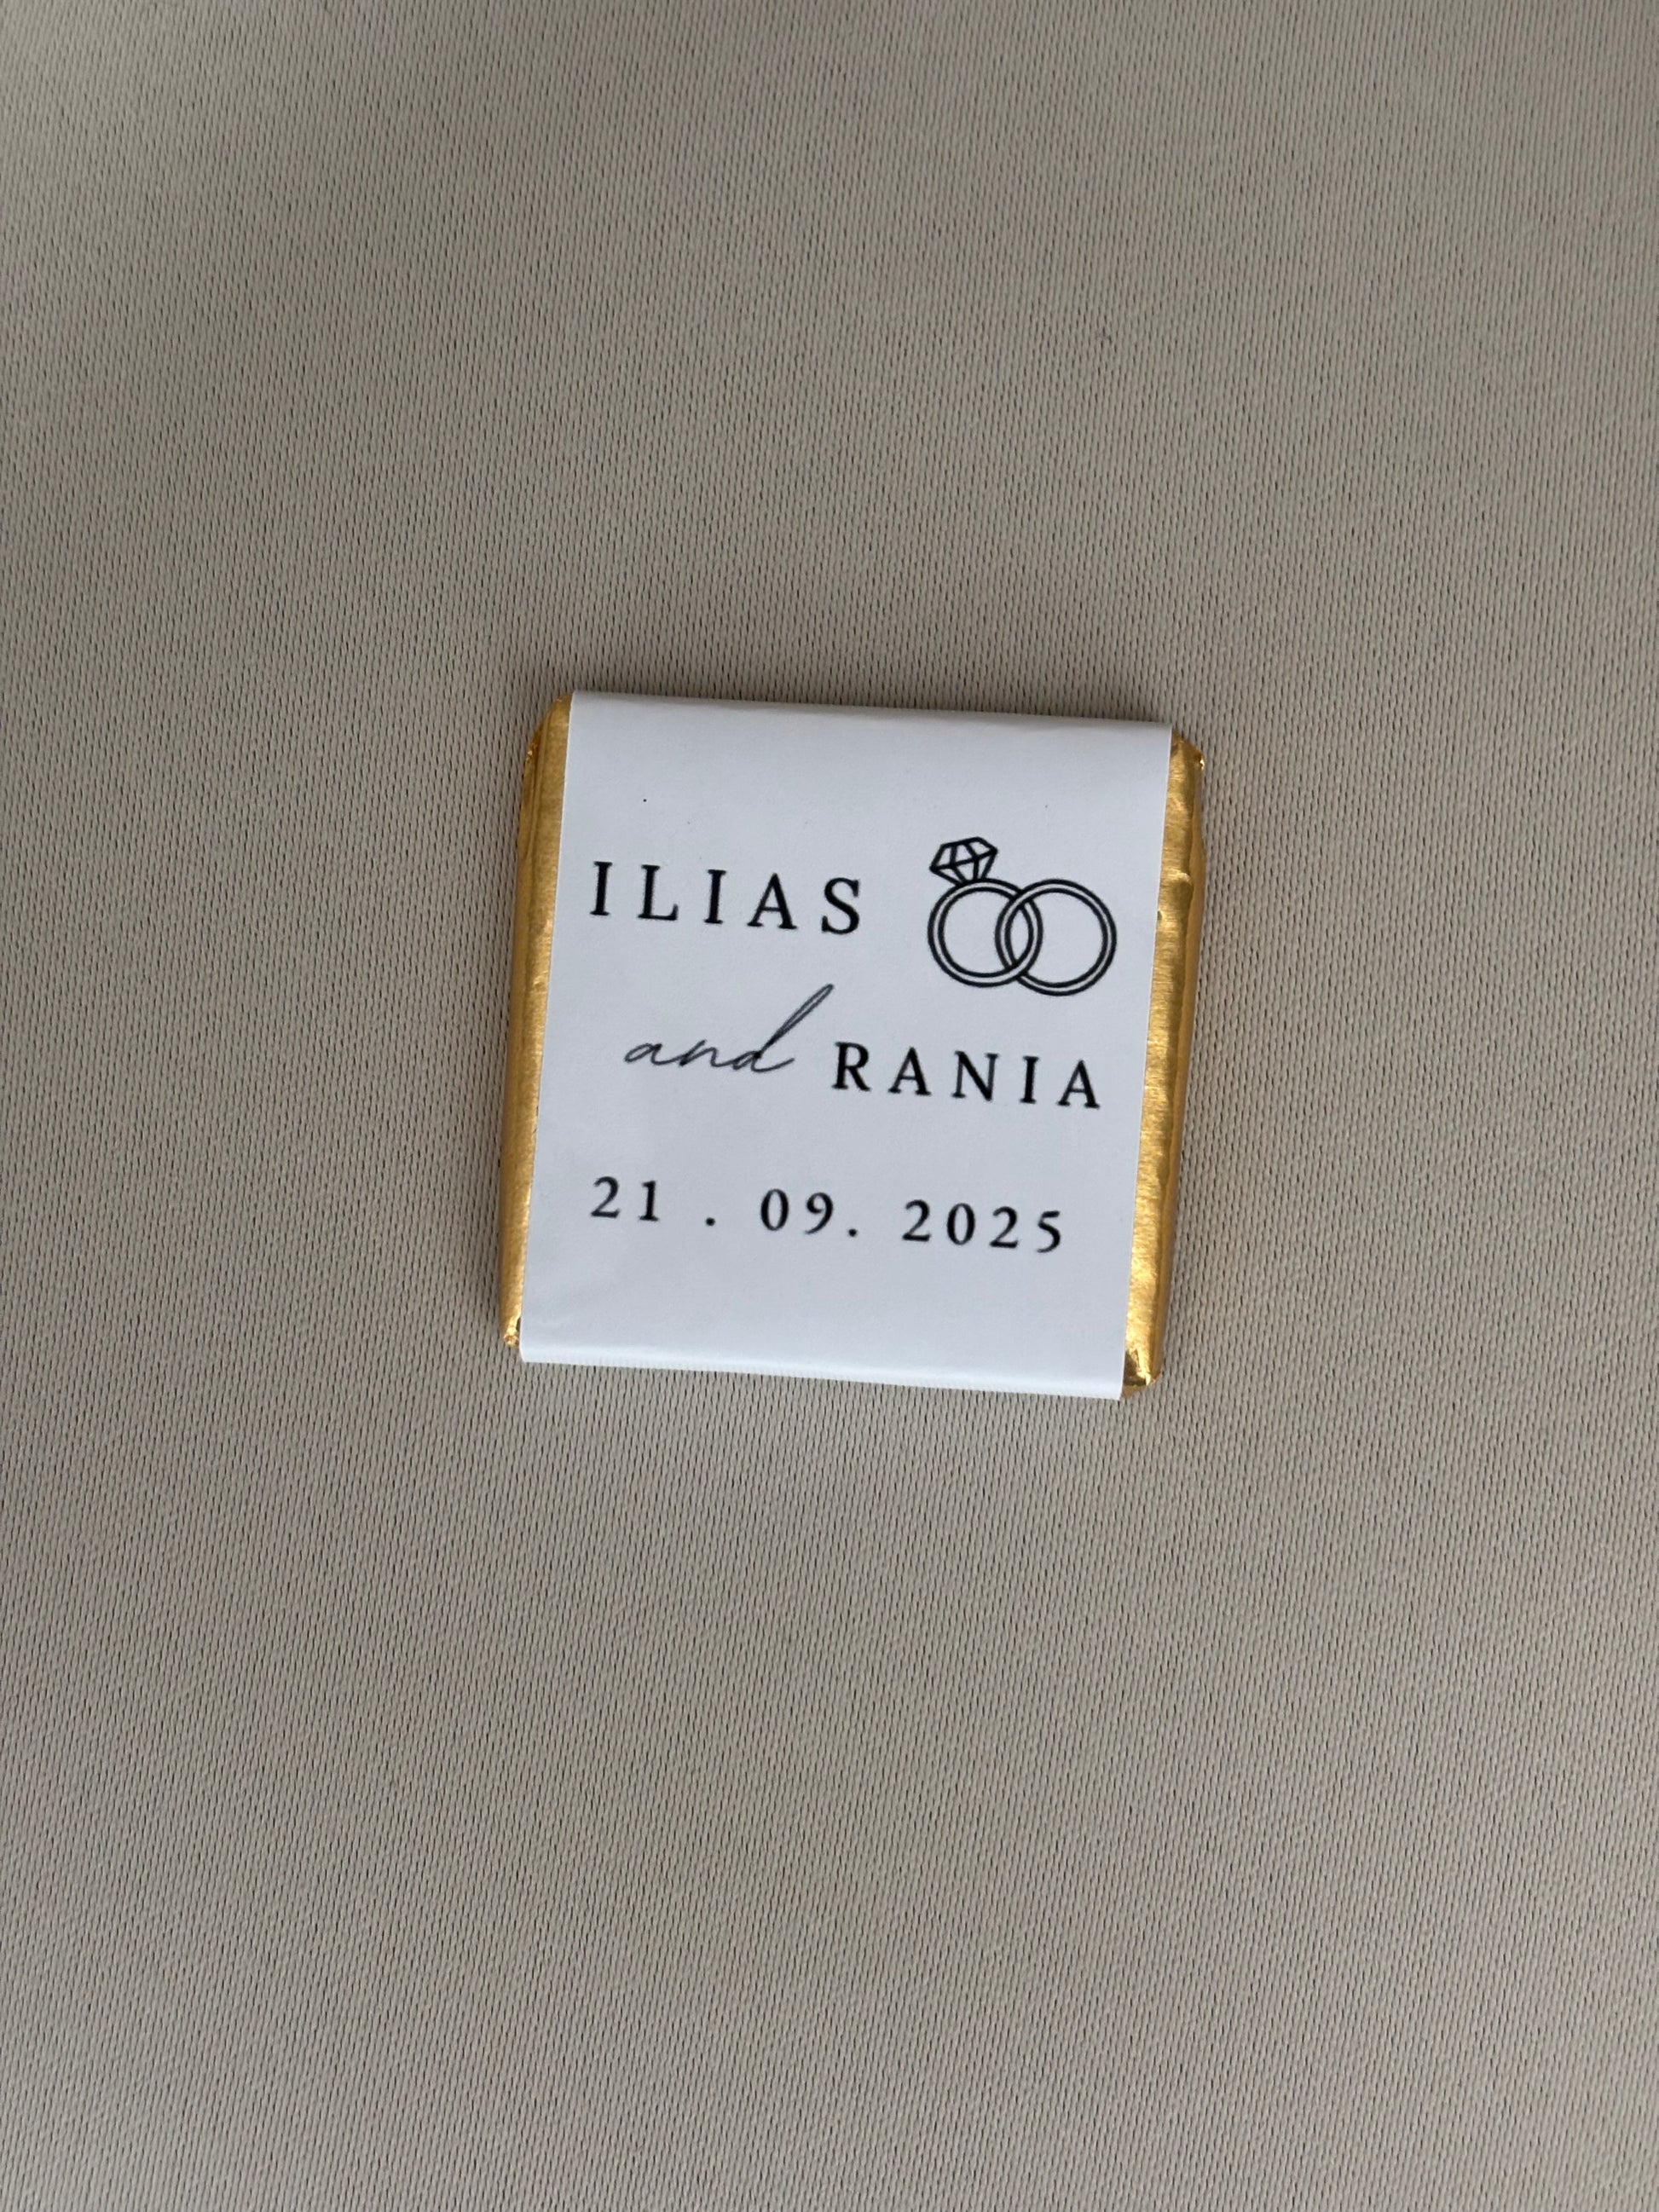 ILIAS
and RANIA
21 . 09. 2025